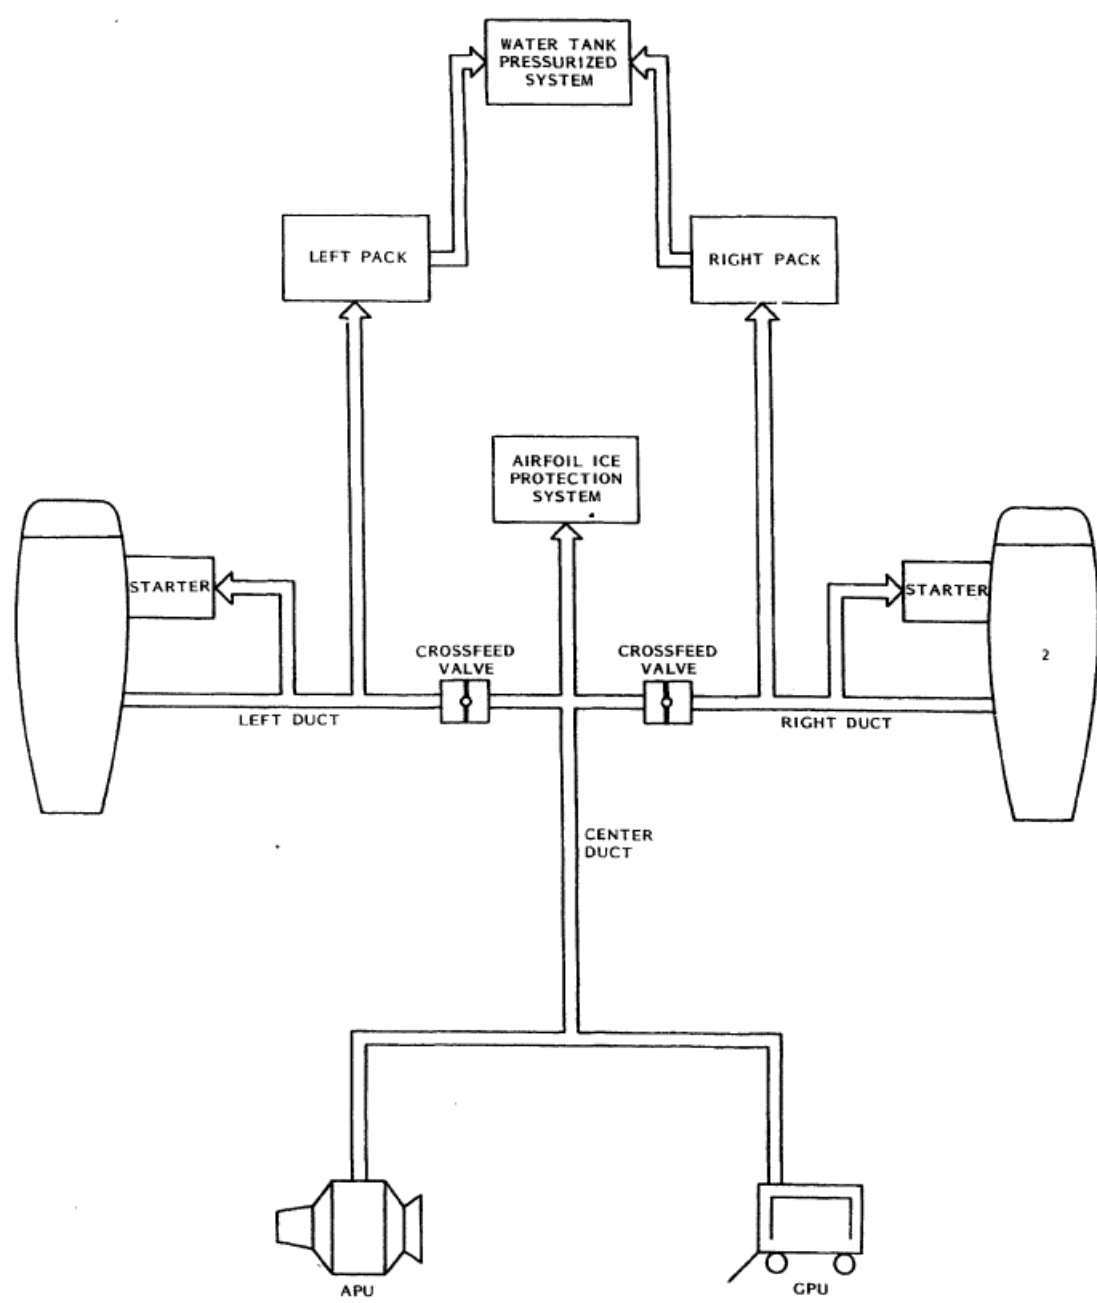 WATER TANK
PRESSURIZED
SYSTEM
LEFT PACK
RIGHT PACK
AIRFOIL ICE
PROTECTION
SYSTEM
STARTER
STARTER
CROSSFEED
VALVE
CROSSFEED
VALVE
2
LEFT DUCT
RIGHT DUCT
CENTER
DUCT
APU
GPU